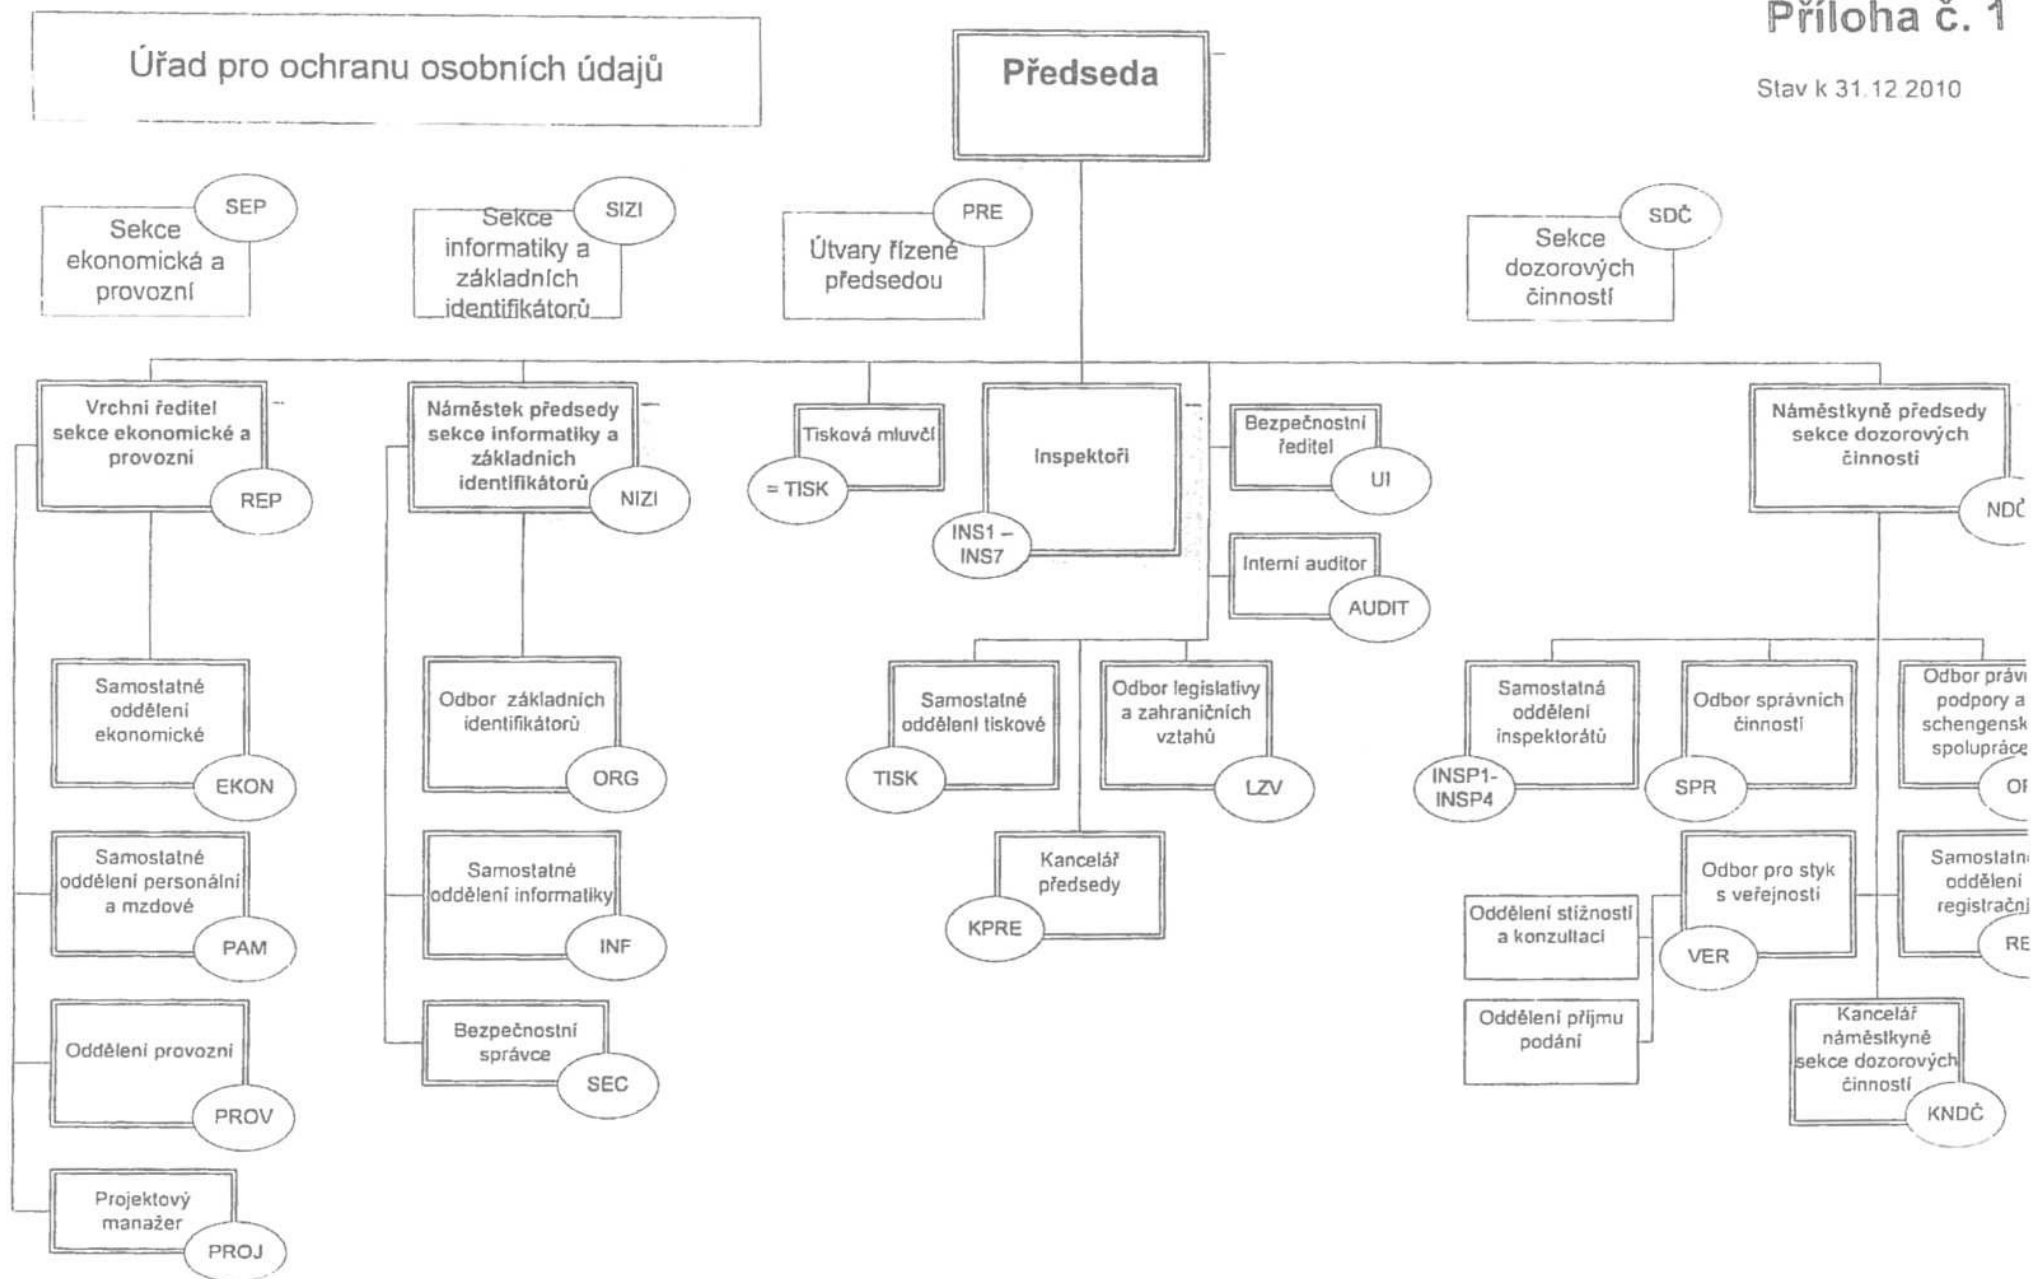 Příloha č. 1
Úřad pro ochranu osobních údajů
Předseda
Stav k 31.12.2010
SEP
Sekce
ekonomická a
provozní
SIZI
Sekce
informatiky a
základních
identifikátorů
PRE
Útvary řízené
předsedou
SDČ
Sekce
dozorových
činností
Vrchní ředitel
sekce ekonomické a
provozní
REP
Náměstek předsedy
sekce informatiky a
základních
identifikátorů
NIZI
Tisková mluvčí
= TISK
Inspektoři
INS1 –
INS7
Bezpečnostní
ředitel
UI
Interní auditor
AUDIT
Náměstkyně předsedy
sekce dozorových
činností
NDČ
Samostatné
oddělení
ekonomické
EKON
Odbor základních
identifikátorů
ORG
Samostatné
oddělení tiskové
TISK
Odbor legislativy
a zahraničních
vztahů
LZV
Samostatná
oddělení
inspektorátů
INSP1-
INSP4
Odbor správních
činností
SPR
Odbor
podpory a
spolupráce
Samostatné
oddělení personální
a mzdové
PAM
Samostatné
oddělení informatiky
INF
Kancelář
předsedy
KPRE
Oddělení stížností
a konzultací
Odbor pro styk
s veřejností
VER
oddělení
Oddělení provozní
PROV
Bezpečnostní
správce
SEC
Oddělení příjmu
podání
Kancelář
náměstkyně
sekce dozorových
činností
KNDČ
Projektový
manažer
PROJ